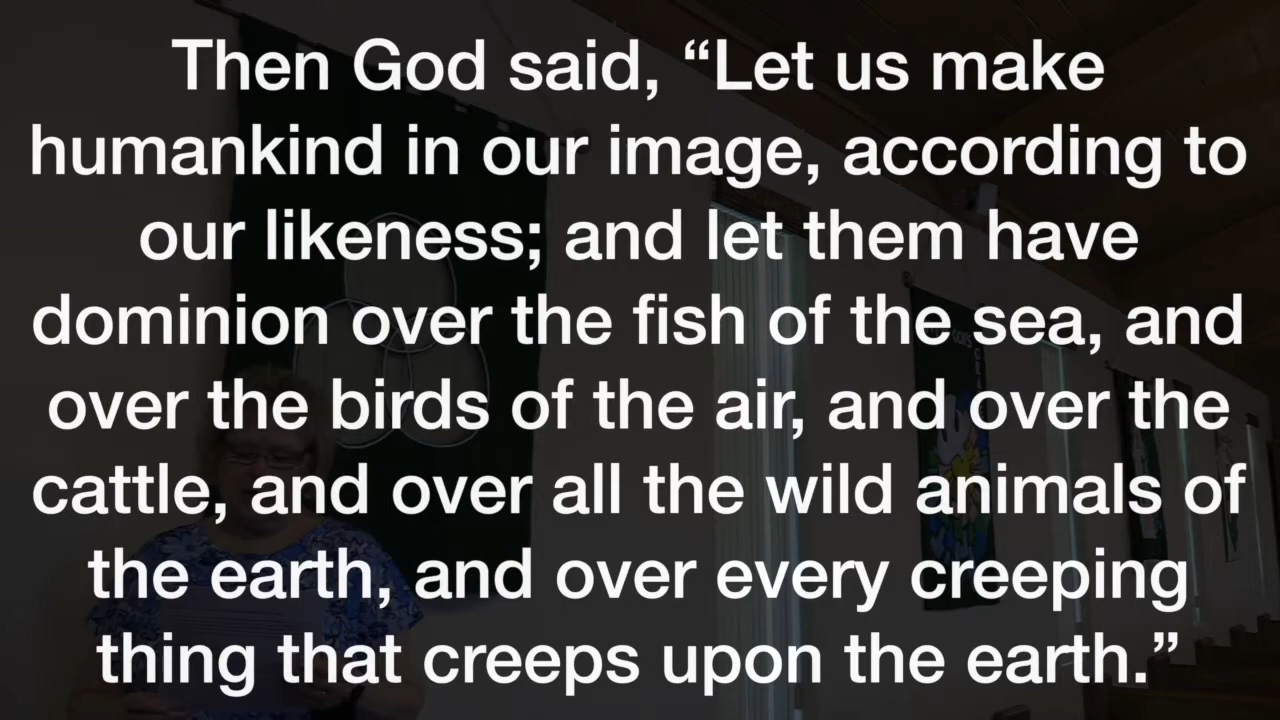 Then God said, “Let us make
humankind in our image, according to
our likeness; and let them have
dominion over the fish of the sea, and
over the birds of the air, and over the
cattle, and over all the wild animals of
the earth, and over every creeping
thing that creeps upon the earth.”